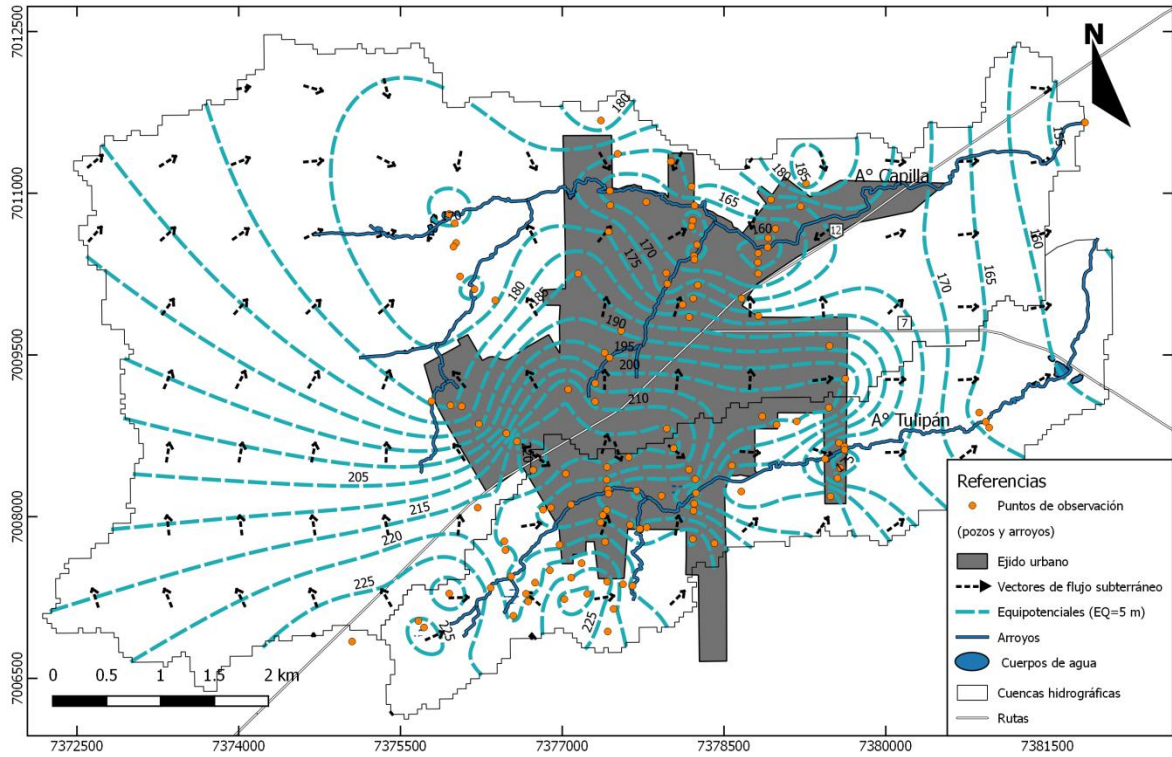 7012500
7011000
7009500
7008000
7006500
N
180
180
185
A° Capilla
155
165
160
12
160
170
175
180
185
170
165
190
7
195
200
210
A° Tulipán
205
215
220
225
225
225
0 0.5 1 1.5 2 km
Referencias
Puntos de observación
(pozos y arroyos)
Ejido urbano
Vectores de flujo subterráneo
Equipotenciales (EQ=5 m)
Arroyos
Cuerpos de agua
Cuencas hidrográficas
Rutas
7372500 7374000 7375500 7377000 7378500 7380000 7381500